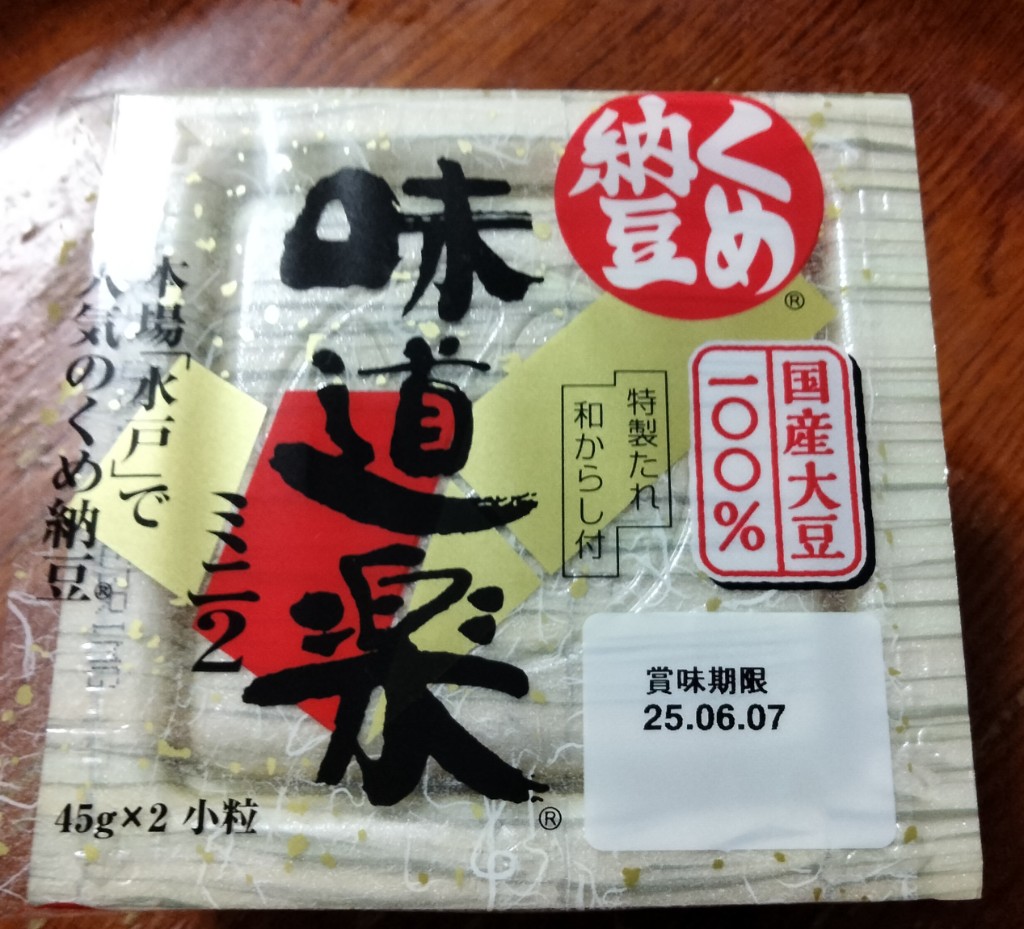 くめ
納豆
®
味道楽
®
ミニ2
国産大豆
一〇〇%
特製たれ
和からし付
本場「水戸」で
人気のくめ納豆®
賞味期限
25.06.07
45g×2 小粒